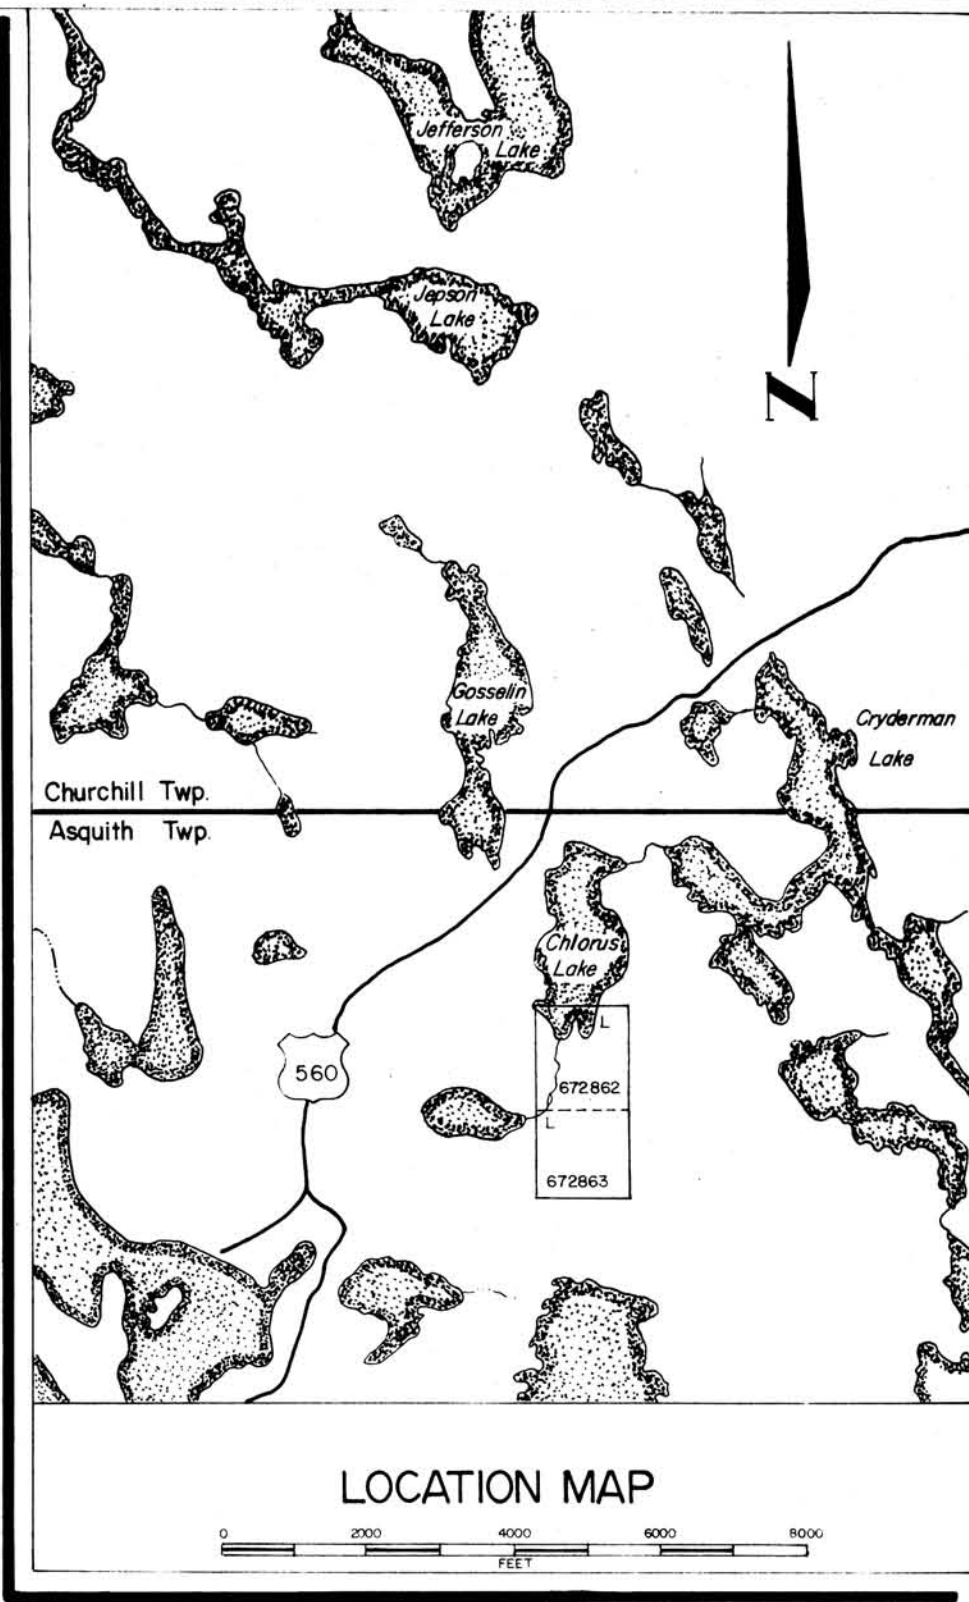 Jefferson
Lake
Jepson
Lake
N
Gosselin
Lake
Cryderman
Lake
Churchill Twp.
Asquith Twp.
Chlorus
Lake
L
560
672862
L
672863
LOCATION MAP
0 2000 4000 6000 8000
FEET